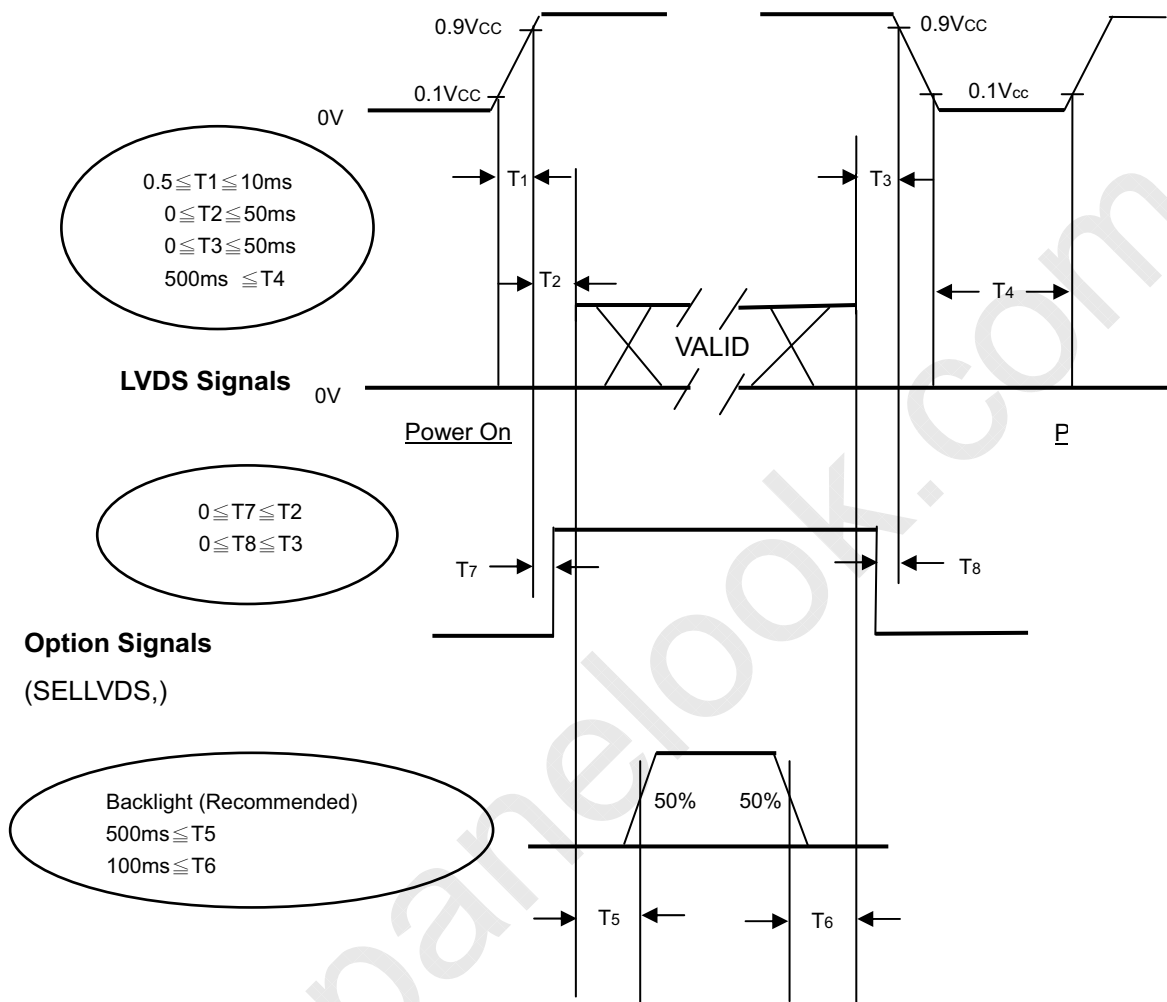 0.9VCC 0.9VCC
0.1VCC 0.1Vcc
0V
0.5≦T1≦10ms
0≦T2≦50ms
0≦T3≦50ms
500ms ≦T4
T1 T3
T2 T4
VALID
LVDS Signals
0V
Power On P
0≦T7≦T2
0≦T8≦T3
T7 T8
Option Signals
(SELLVDS,)
Backlight (Recommended)
500ms≦T5
100ms≦T6
50% 50%
T5 T6
panelook.com